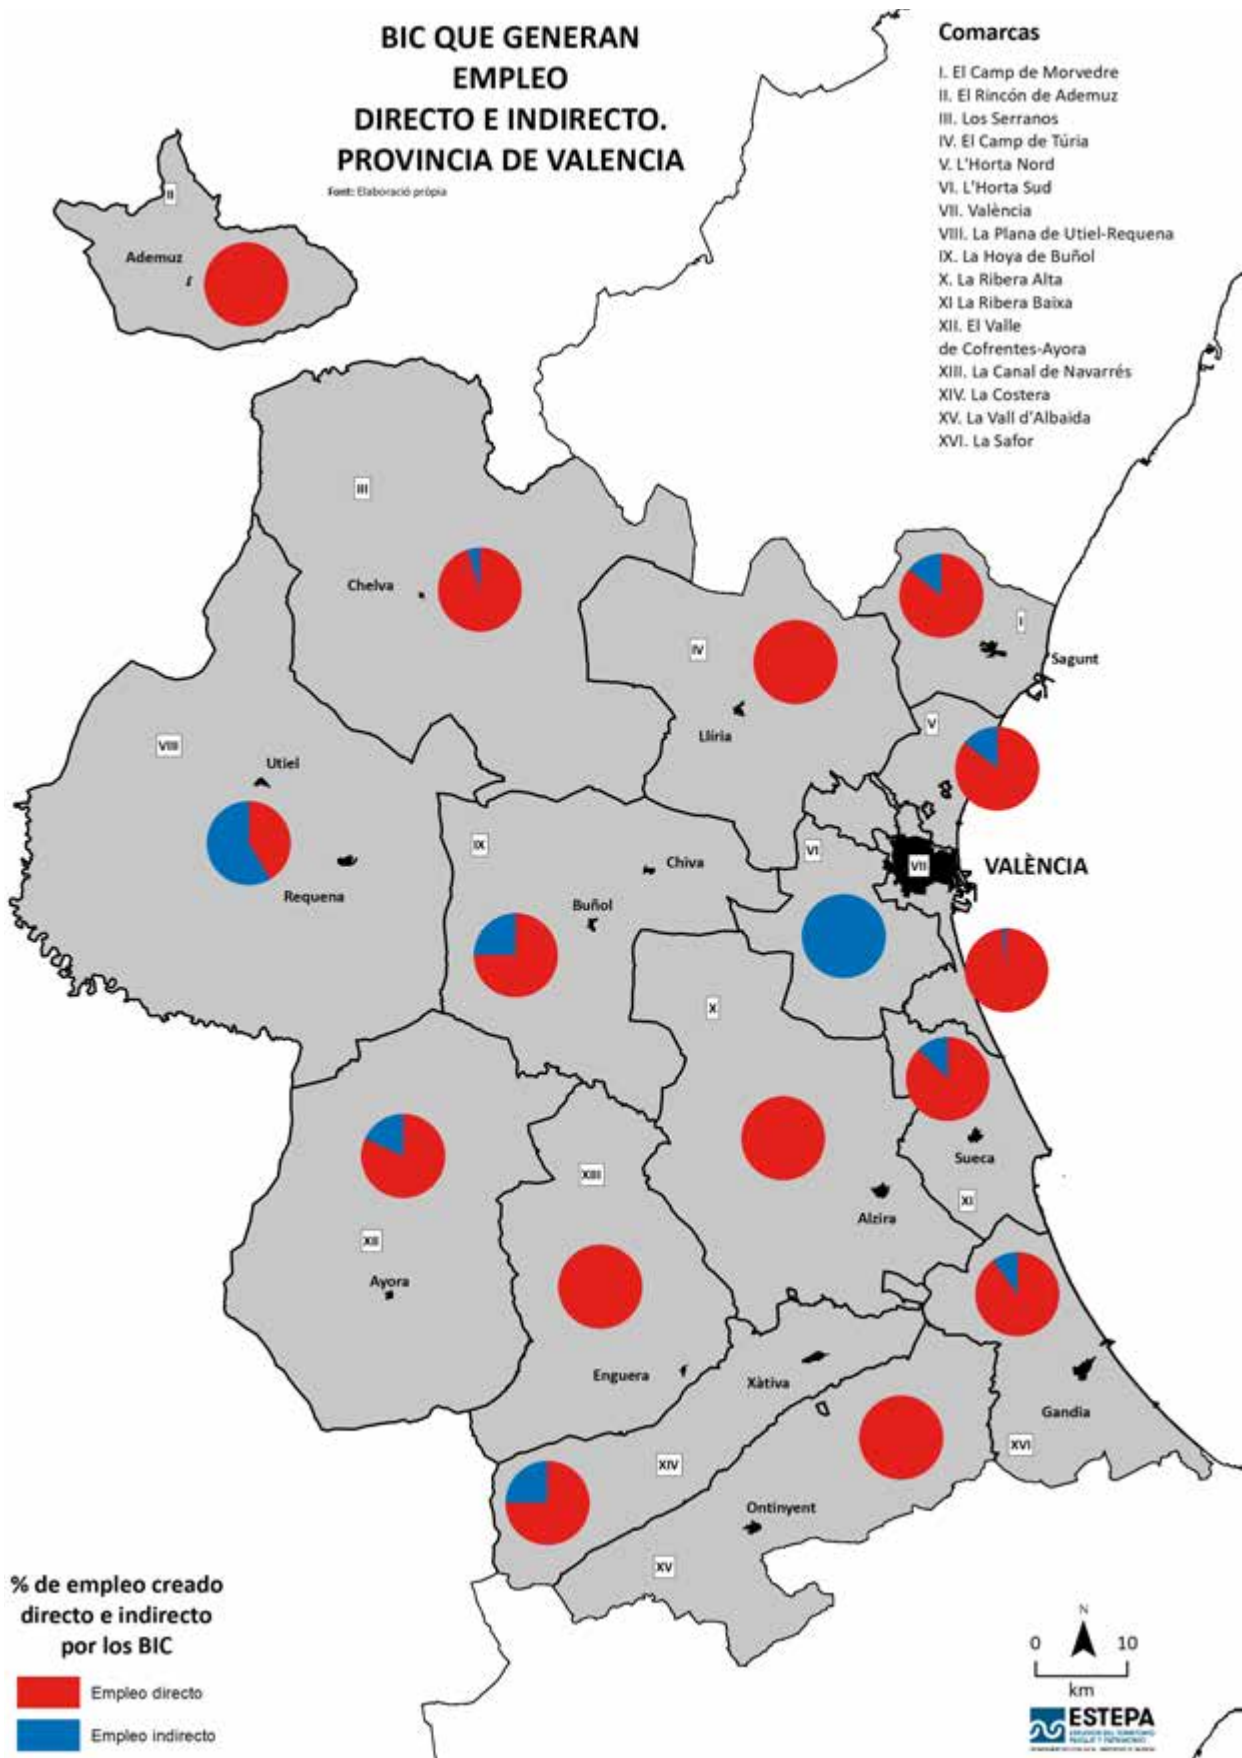 BIC QUE GENERAN
EMPLEO
DIRECTO E INDIRECTO.
PROVINCIA DE VALENCIA
Font: Elaboració pròpia
Comarcas
I. El Camp de Morvedre
II. El Rincón de Ademuz
III. Los Serranos
IV. El Camp de Túria
V. L'Horta Nord
VI. L'Horta Sud
VII. València
VIII. La Plana de Utiel-Requena
IX. La Hoya de Buñol
X. La Ribera Alta
XI La Ribera Baixa
XII. El Valle
de Cofrentes-Ayora
XIII. La Canal de Navarrés
XIV. La Costera
XV. La Vall d'Albaida
XVI. La Safor
II
Ademuz
III
Chelva
I
Sagunt
IV
Llíria
V
VIII
Utiel
Requena
IX
Chiva
Buñol
VI
VII
VALÈNCIA
X
Alzira
Sueca
XI
XII
Ayora
XIII
Enguera
Xàtiva
XIV
Gandia
XVI
Ontinyent
XV
% de empleo creado
directo e indirecto
por los BIC
Empleo directo
Empleo indirecto
N
0 10
km
ESTEPA